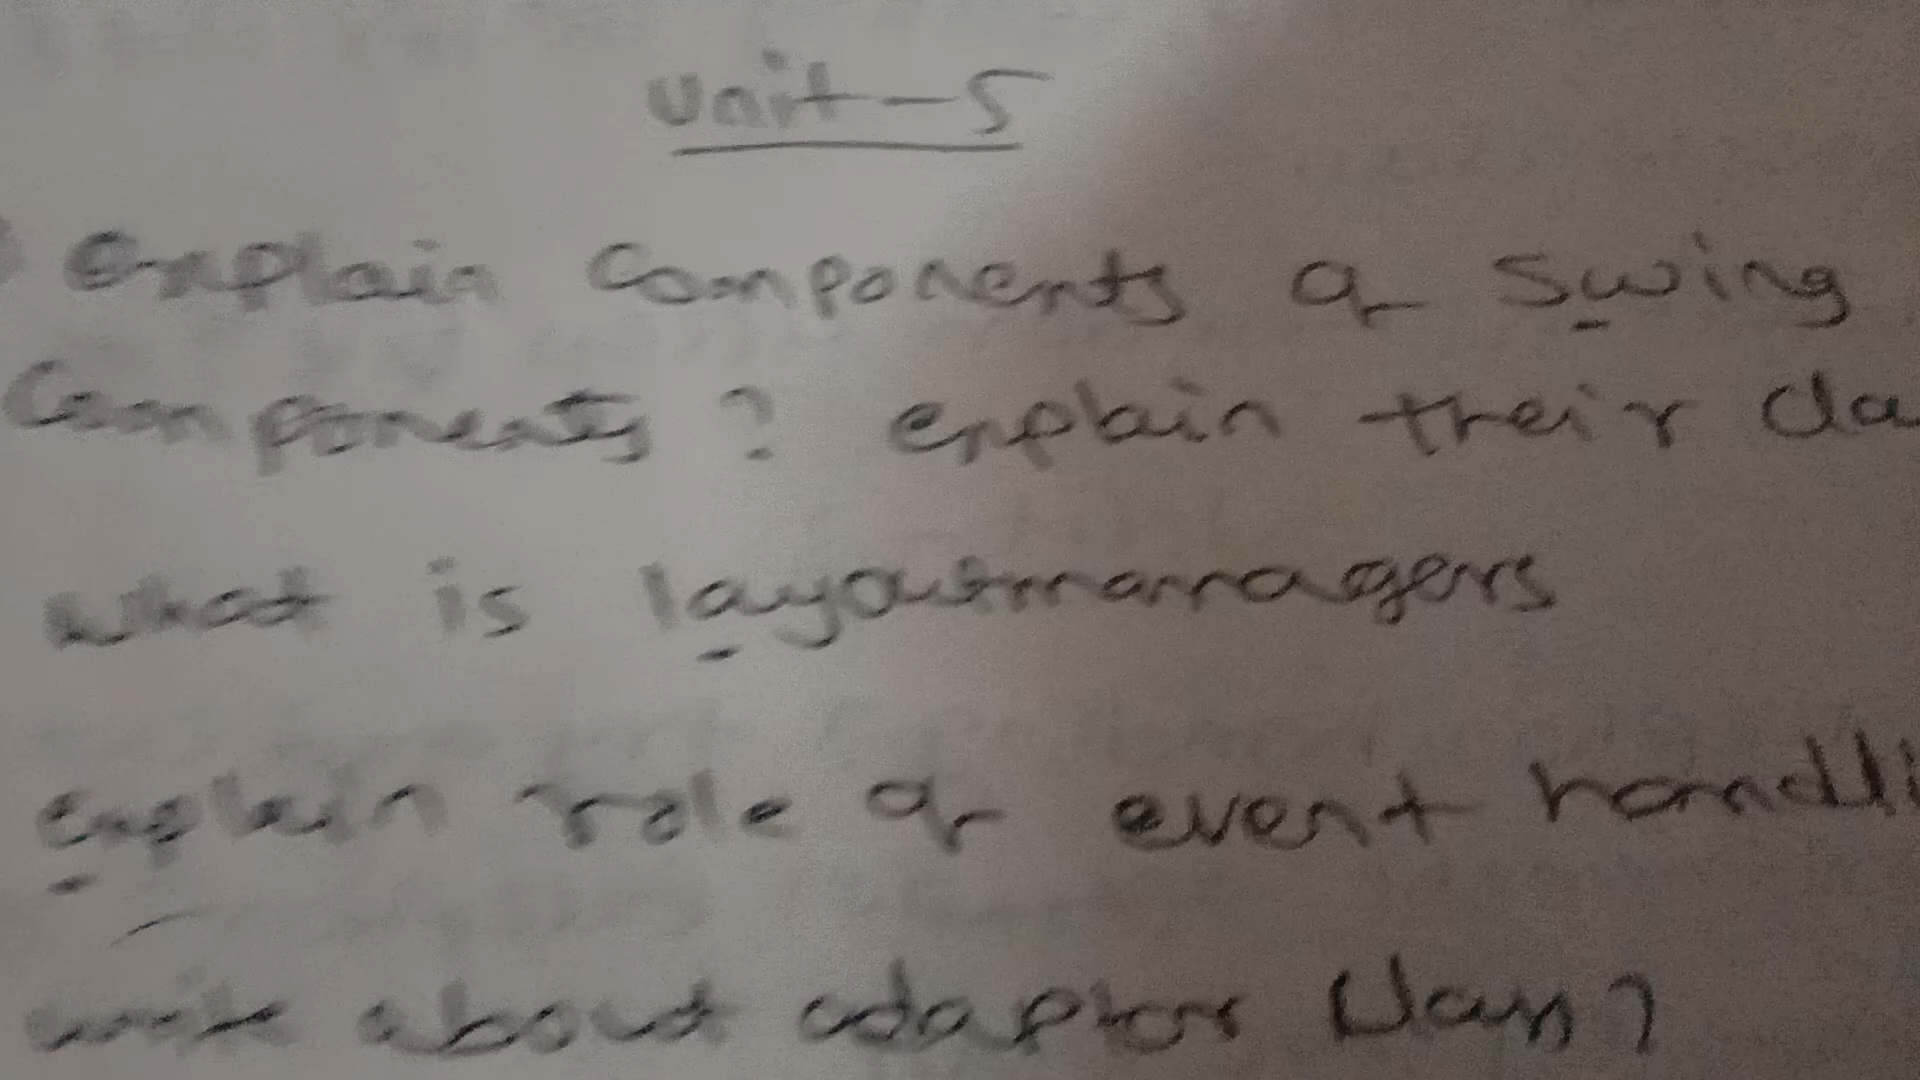 Unit-5
Explain Components of Swing
Components? explain their cla
what is layoutmanagers
Explain role of event handli
write about adaptor class?